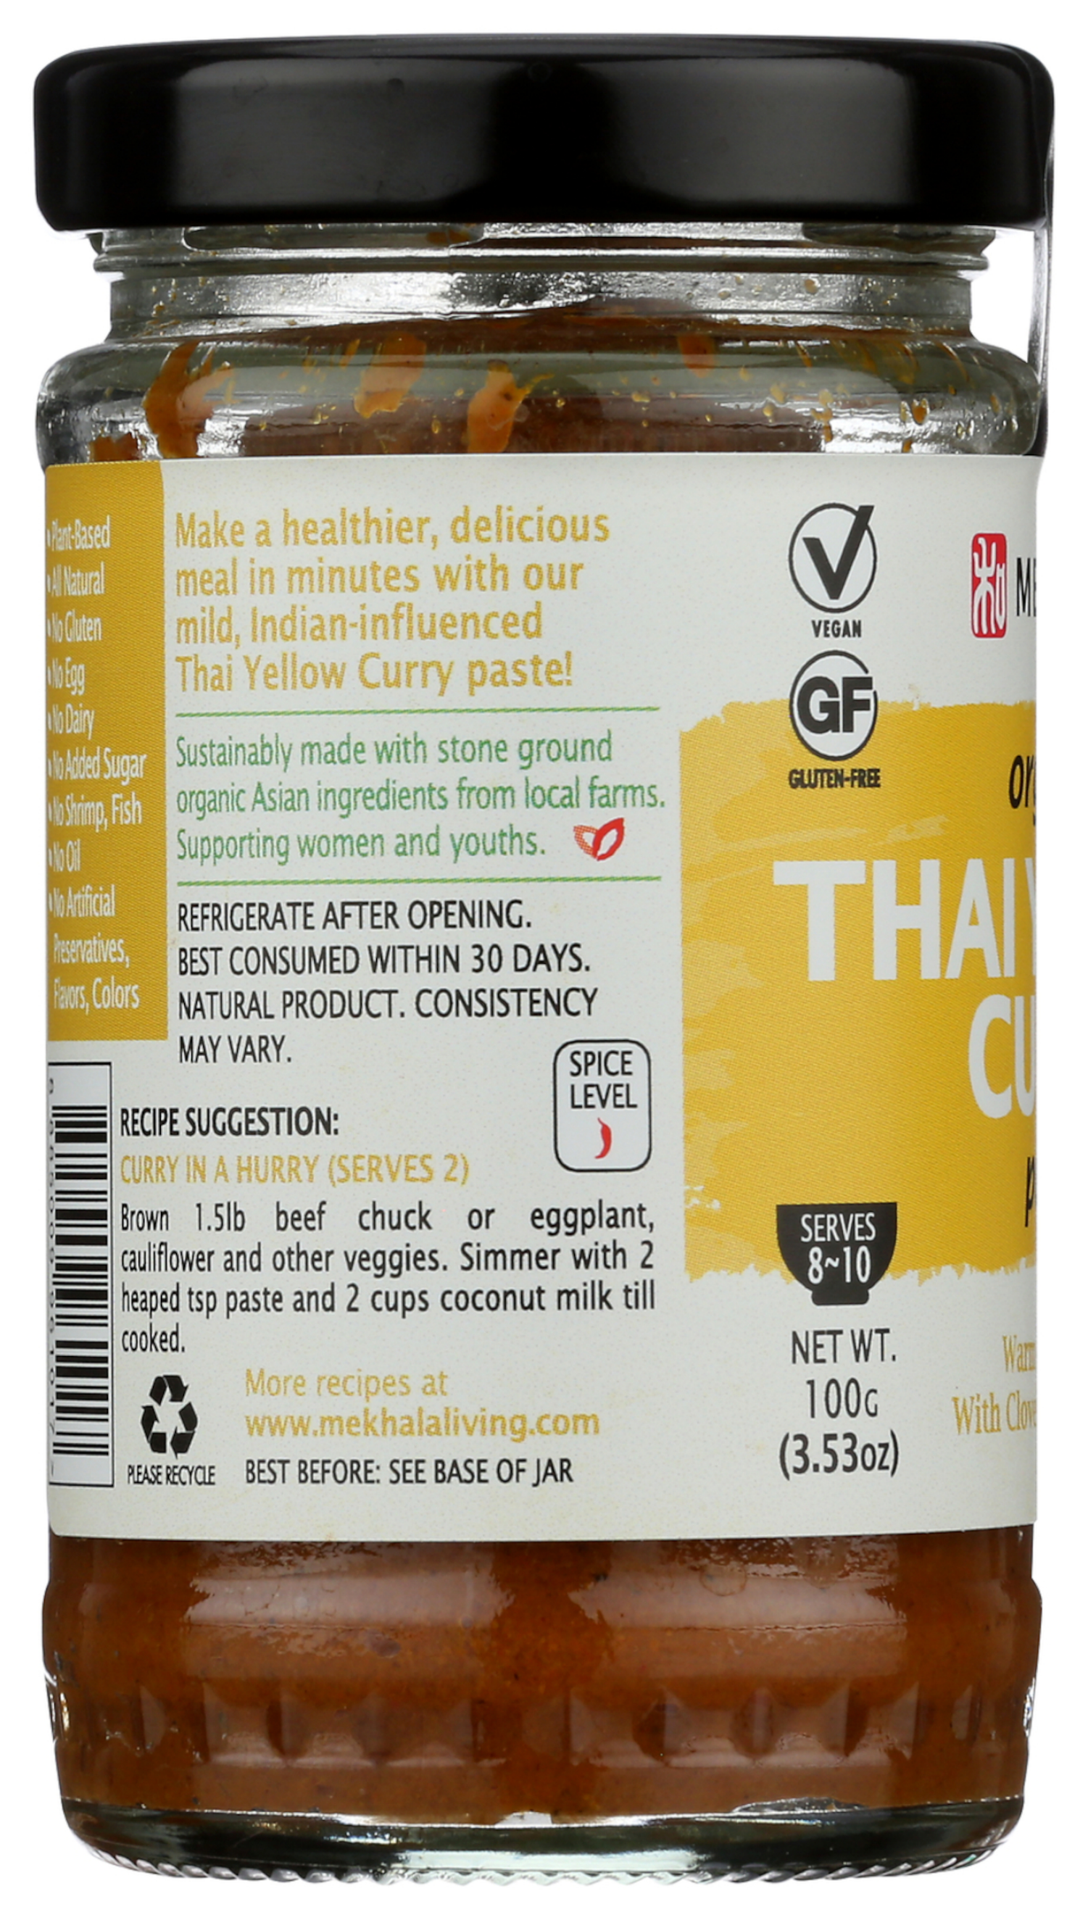 • Plant-Based
• All Natural
• No Gluten
• No Egg
• No Dairy
• No Added Sugar
• No Shrimp, Fish
• No Oil
• No Artificial
Preservatives,
Flavors, Colors
Make a healthier, delicious
meal in minutes with our
mild, Indian-influenced
Thai Yellow Curry paste!
Sustainably made with stone ground
organic Asian ingredients from local farms.
Supporting women and youths.
REFRIGERATE AFTER OPENING.
BEST CONSUMED WITHIN 30 DAYS.
NATURAL PRODUCT. CONSISTENCY
MAY VARY.
SPICE
LEVEL
RECIPE SUGGESTION:
CURRY IN A HURRY (SERVES 2)
Brown 1.5lb beef chuck or eggplant,
cauliflower and other veggies. Simmer with 2
heaped tsp paste and 2 cups coconut milk till
cooked.
PLEASE RECYCLE
More recipes at
www.mekhalaliving.com
BEST BEFORE: SEE BASE OF JAR
VEGAN
GF
GLUTEN-FREE
ME
or
THAI
CU
p
SERVES
8~10
NET WT.
100G
(3.53oz)
Warm
With Clove